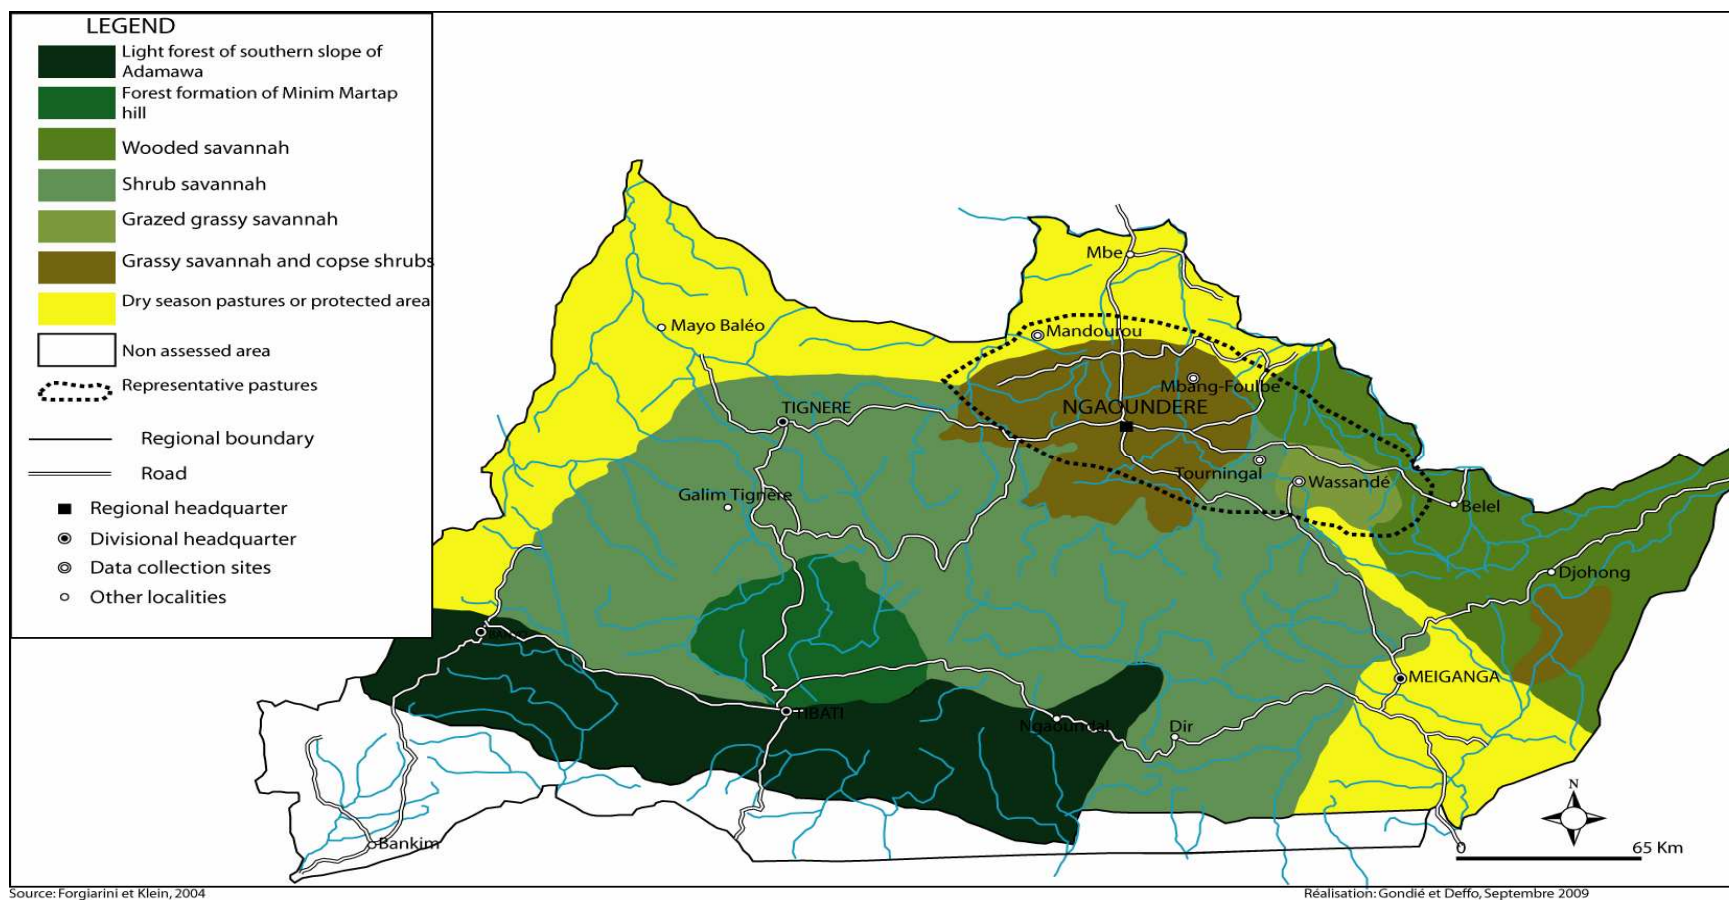 LEGEND
Light forest of southern slope of
Adamawa
Forest formation of Minim Martap
hill
Wooded savannah
Shrub savannah
Grazed grassy savannah
Grassy savannah and copse shrubs
Dry season pastures or protected area
Non assessed area
Representative pastures
Regional boundary
Road
Regional headquarter
Divisional headquarter
Data collection sites
Other localities
Mbe
Mayo Baléo
Mandourou
Mbang-Foulbe
TIGNERE
NGAOUNDERE
Tourningal
Wassandé
Galim Tignère
Belel
Djohong
MEIGANGA
TIBATI
Ngaoundal
Dir
Bankim
N
0
65 Km
Source: Forgiarini et Klein, 2004
Réalisation: Gondié et Deffo, Septembre 2009